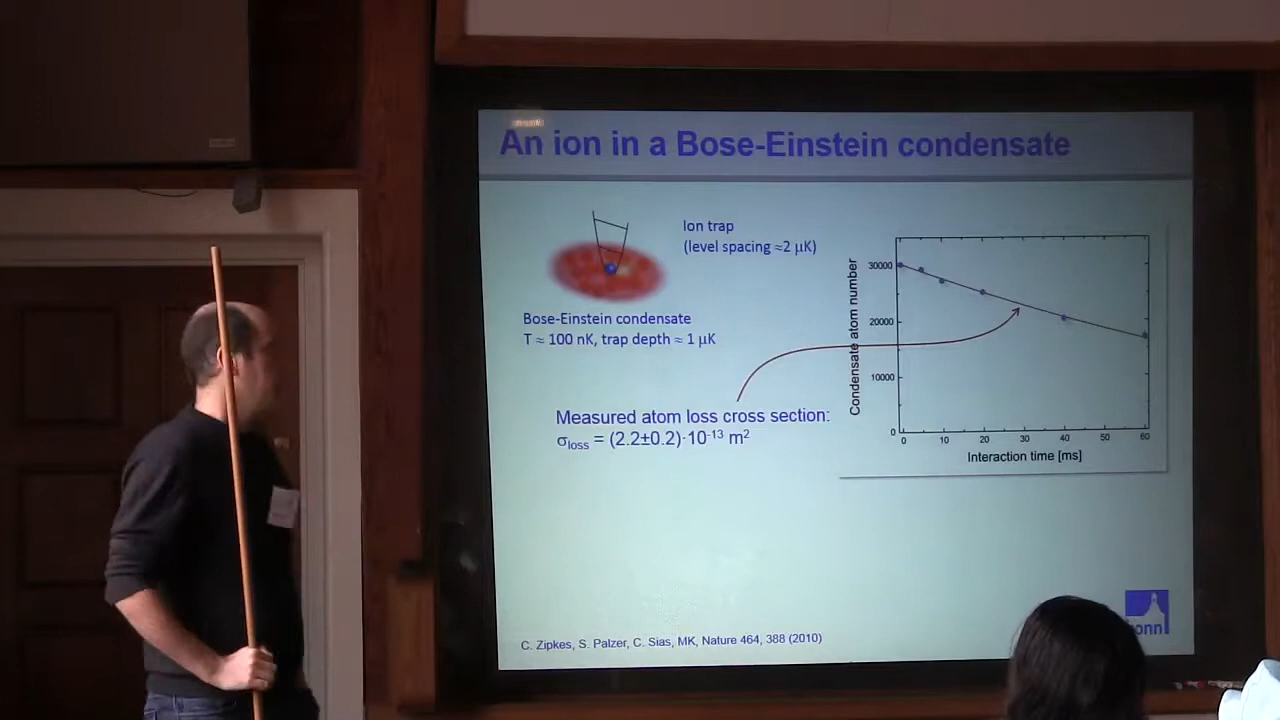 An ion in a Bose-Einstein condensate
Ion trap
(level spacing ≈2 μK)
Bose-Einstein condensate
T ≈ 100 nK, trap depth ≈ 1 μK
Measured atom loss cross section:
σloss = (2.2±0.2)·10-13 m2
Condensate atom number
30000
20000
10000
0
0 10 20 30 40 50 60
Interaction time [ms]
C. Zipkes, S. Palzer, C. Sias, MK, Nature 464, 388 (2010)